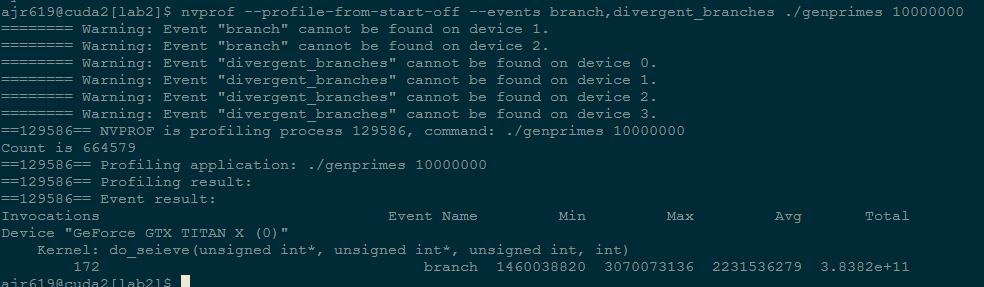 ajr619@cuda2[lab2]$ nvprof --profile-from-start-off --events branch,divergent_branches ./genprimes 10000000
======== Warning: Event "branch" cannot be found on device 1.
======== Warning: Event "branch" cannot be found on device 2.
======== Warning: Event "divergent_branches" cannot be found on device 0.
======== Warning: Event "divergent_branches" cannot be found on device 1.
======== Warning: Event "divergent_branches" cannot be found on device 2.
======== Warning: Event "divergent_branches" cannot be found on device 3.
==129586== NVPROF is profiling process 129586, command: ./genprimes 10000000
Count is 664579
==129586== Profiling application: ./genprimes 10000000
==129586== Profiling result:
==129586== Event result:
Invocations                                Event Name         Min         Max         Avg       Total
Device "GeForce GTX TITAN X (0)"
    Kernel: do_seieve(unsigned int*, unsigned int*, unsigned int, int)
        172                                    branch  1460038820  3070073136  2231536279  3.8382e+11
ajr619@cuda2[lab2]$